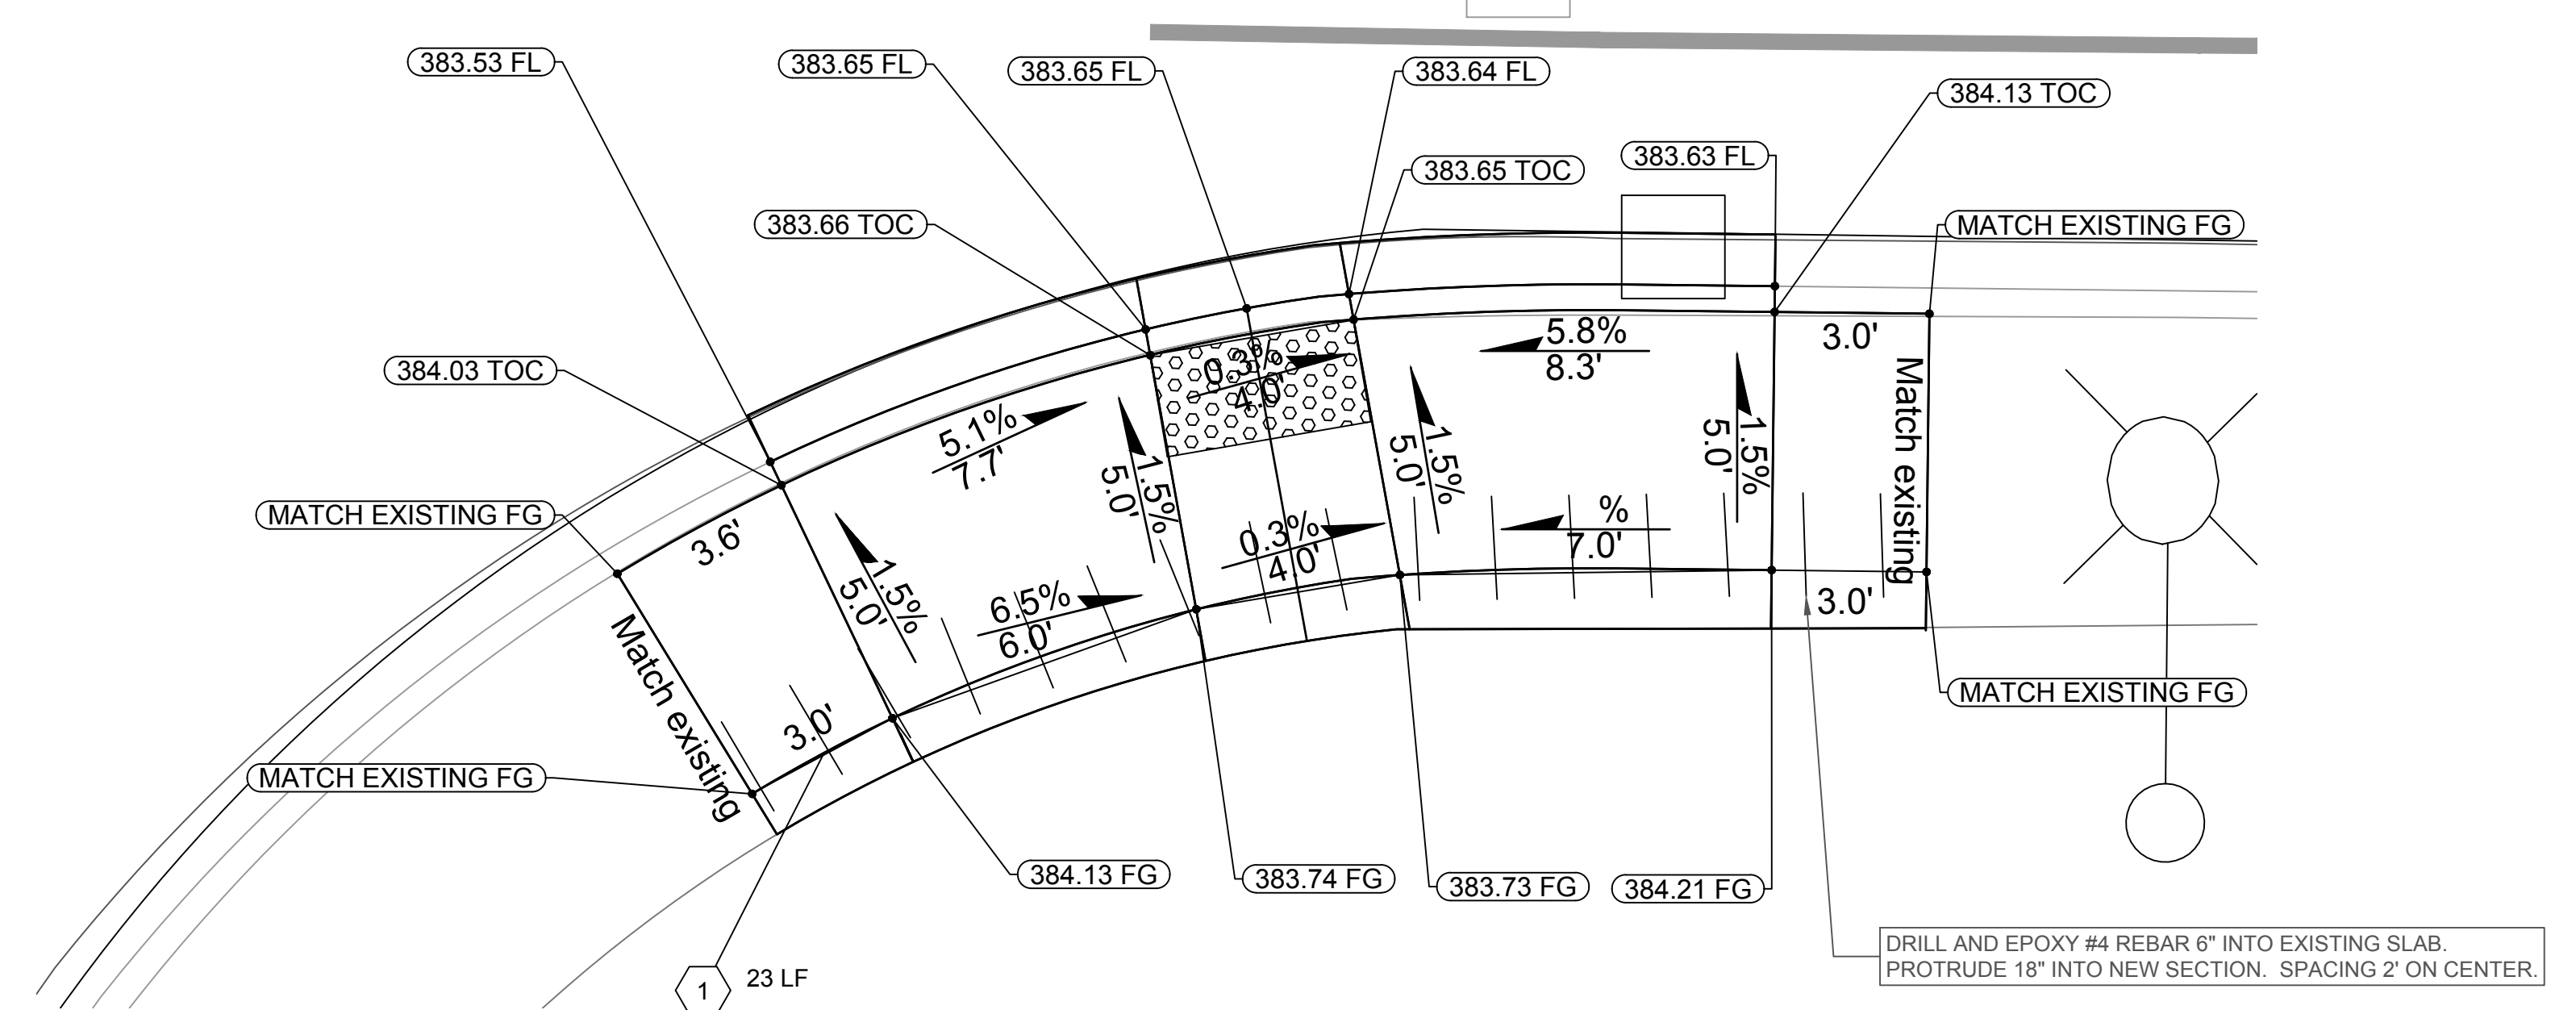 383.53 FL
383.65 FL
383.65 FL
383.64 FL
384.13 TOC
383.63 FL
383.65 TOC
383.66 TOC
MATCH EXISTING FG
5.8%
8.3'
3.0'
0.3%
4.0'
384.03 TOC
5.1%
7.7'
1.5%
5.0'
1.5%
5.0'
1.5%
5.0'
Match existing
MATCH EXISTING FG
3.6'
%
7.0'
0.3%
4.0'
1.5%
5.0'
6.5%
6.0'
3.0'
Match existing
3.0'
MATCH EXISTING FG
MATCH EXISTING FG
384.13 FG
383.74 FG
383.73 FG
384.21 FG
DRILL AND EPOXY #4 REBAR 6" INTO EXISTING SLAB.
PROTRUDE 18" INTO NEW SECTION.  SPACING 2' ON CENTER.
1
23 LF